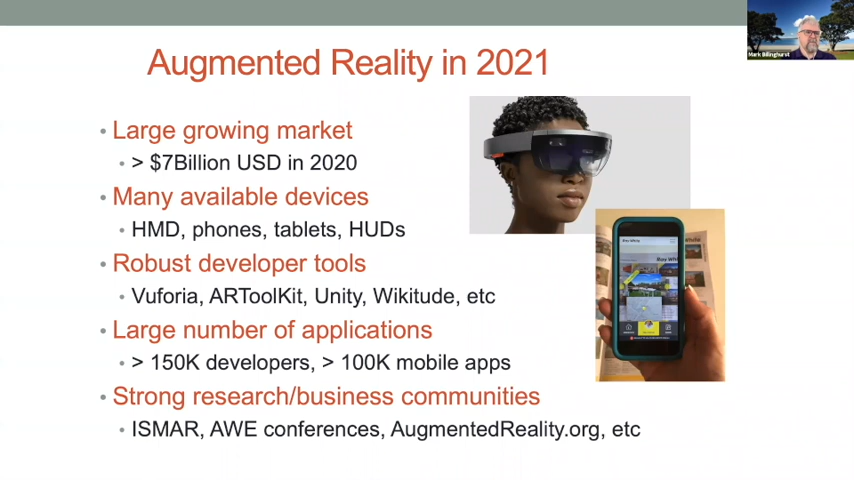 Mark Billinghurst
Augmented Reality in 2021
• Large growing market
• > $7Billion USD in 2020
• Many available devices
• HMD, phones, tablets, HUDs
• Robust developer tools
• Vuforia, ARToolKit, Unity, Wikitude, etc
• Large number of applications
• > 150K developers, > 100K mobile apps
• Strong research/business communities
• ISMAR, AWE conferences, AugmentedReality.org, etc